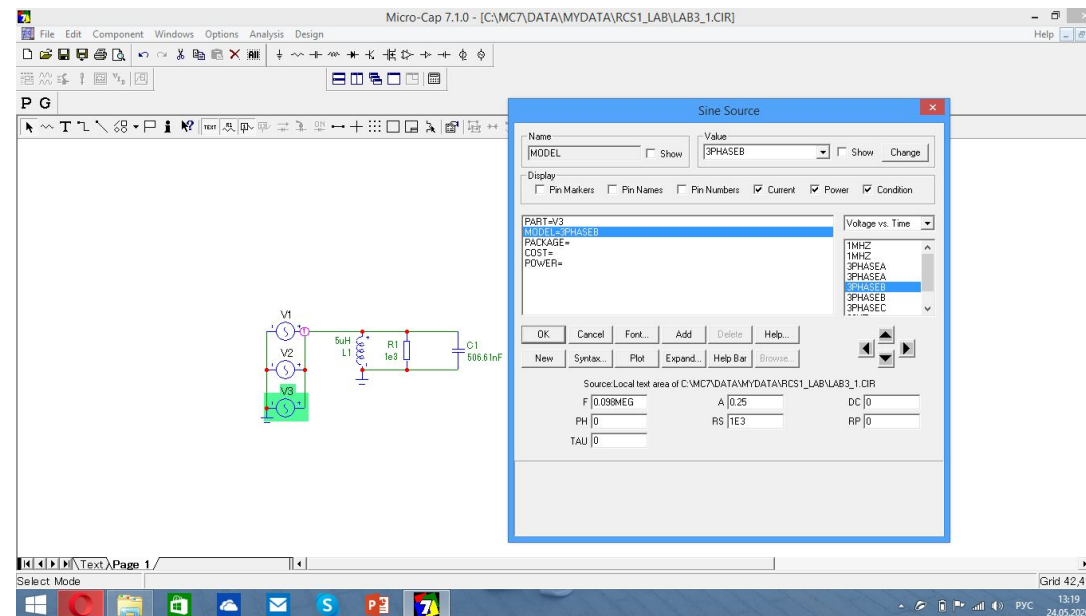 Micro-Cap 7.1.0 - [C:\MC7\DATA\MYDATA\RCS1_LAB\LAB3_1.CIR]
File Edit Component Windows Options Analysis Design Help
P G
T TEXT
Sine Source
Name
MODEL Show
Value
3PHASEB Show Change
Display
Pin Markers Pin Names Pin Numbers Current Power Condition
PART=V3
MODEL=3PHASEB
PACKAGE=
COST=
POWER=
Voltage vs. Time
1MHZ
1MHZ
3PHASEA
3PHASEA
3PHASEB
3PHASEB
3PHASEC
OK Cancel Font... Add Delete Help...
New Syntax... Plot Expand... Help Bar Browse...
Source:Local text area of C:\MC7\DATA\MYDATA\RCS1_LAB\LAB3_1.CIR
F 0.098MEG A 0.25 DC 0
PH 0 RS 1E3 RP 0
TAU 0
V1
1
5uH
L1
R1
1e3
C1
506.61nF
V2
V3
Text Page 1
Select Mode
Grid 42,4
РУС
13:19
24.05.202